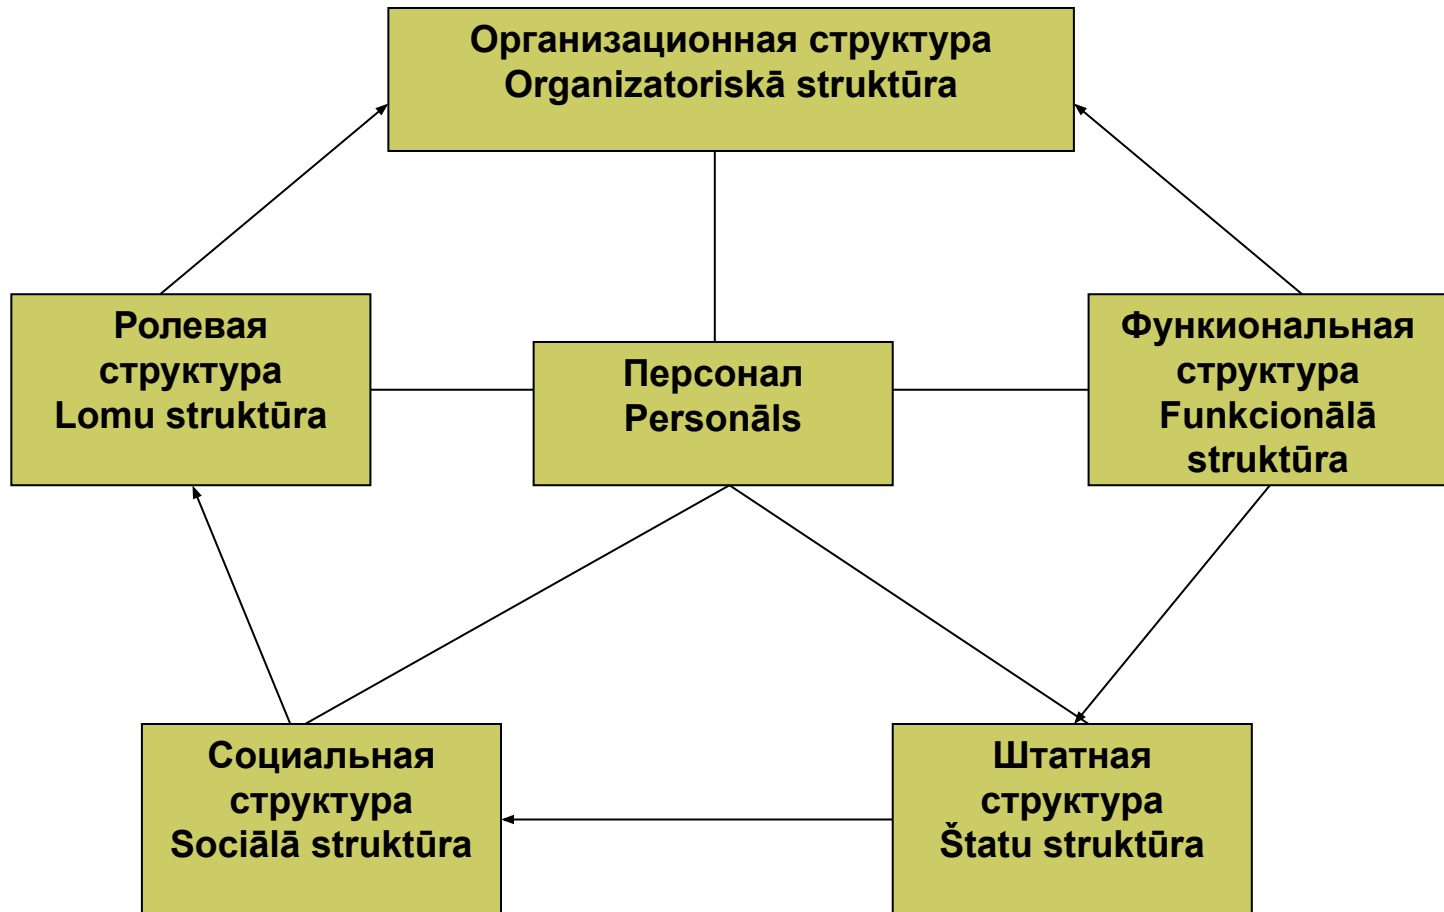 Организационная структура
Organizatoriskā struktūra
Ролевая
структура
Lomu struktūra
Персонал
Personāls
Функиональная
структура
Funkcionālā
struktūra
Социальная
структура
Sociālā struktūra
Штатная
структура
Štatu struktūra